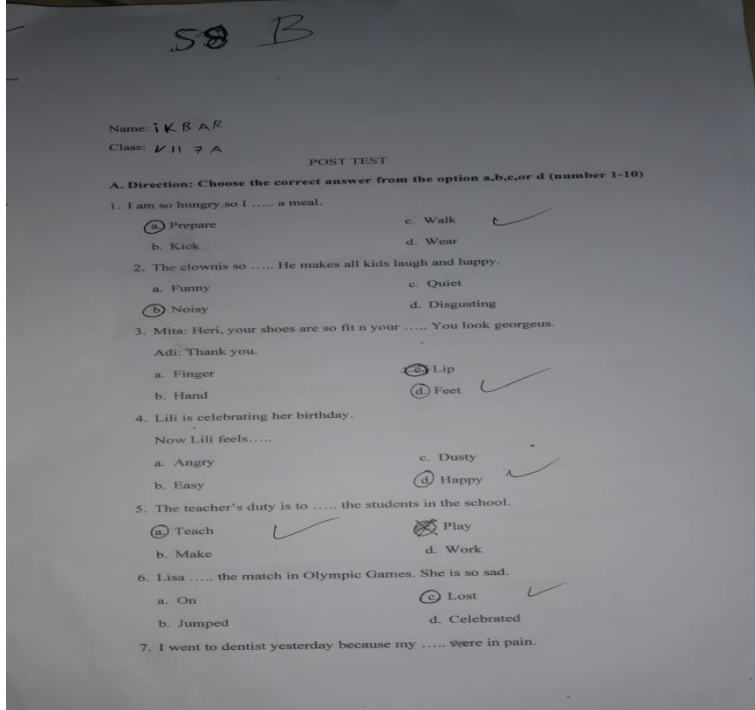 58 B
Name: iKBAR
Class: VII 7 A
POST TEST
A. Direction: Choose the correct answer from the option a,b,c,or d (number 1-10)
1. I am so hungry.so I ..... a meal.
a. Prepare c. Walk
b. Kick d. Wear
2. The clownis so ..... He makes all kids laugh and happy.
a. Funny c. Quiet
b. Noisy d. Disgusting
3. Mita: Heri, your shoes are so fit n your ..... You look georgeus.
Adi: Thank you.
a. Finger c. Lip
b. Hand d. Feet
4. Lili is celebrating her birthday.
Now Lili feels.....
a. Angry c. Dusty
b. Easy d. Happy
5. The teacher's duty is to ..... the students in the school.
a. Teach c. Play
b. Make d. Work
6. Lisa ..... the match in Olympic Games. She is so sad.
a. On c. Lost
b. Jumped d. Celebrated
7. I went to dentist yesterday because my ..... were in pain.